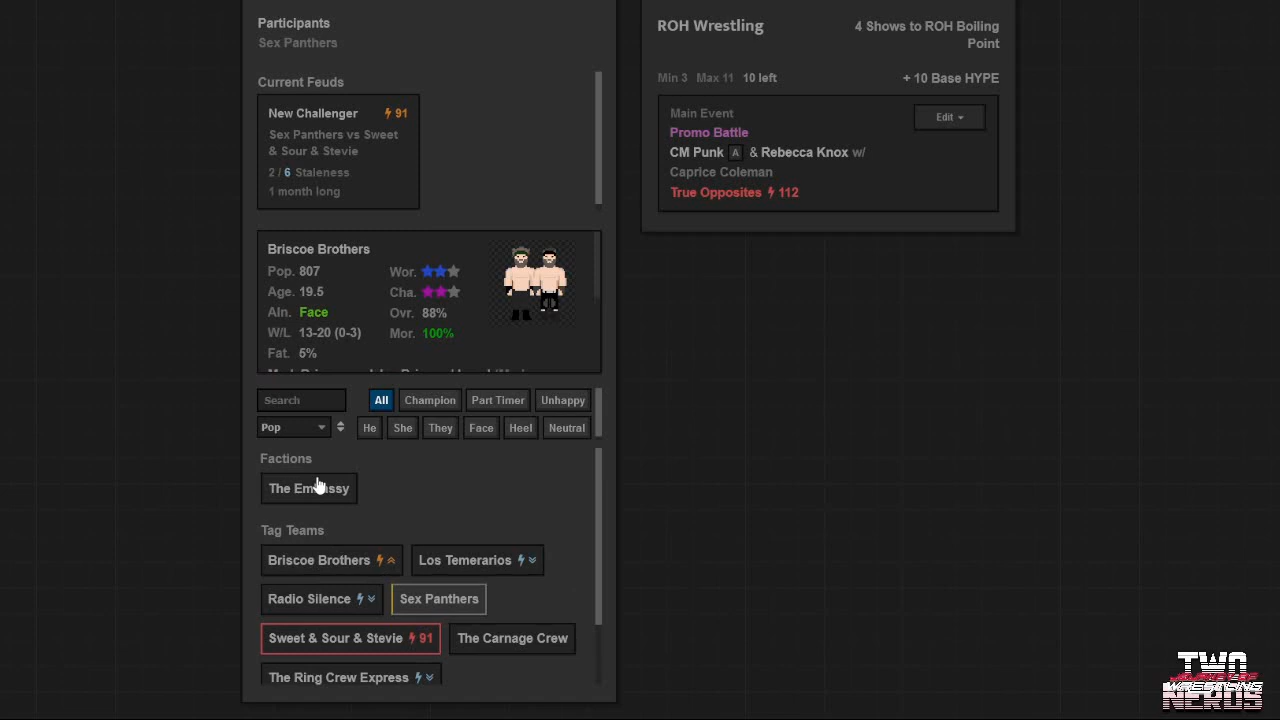 Participants
Sex Panthers
Current Feuds
New Challenger 91
Sex Panthers vs Sweet
& Sour & Stevie
2 / 6 Staleness
1 month long
Briscoe Brothers
Pop. 807 Wor.
Age. 19.5 Cha.
Aln. Face Ovr. 88%
W/L 13-20 (0-3) Mor. 100%
Fat. 5%
Search All Champion Part Timer Unhappy
Pop He She They Face Heel Neutral
Factions
The Embassy
Tag Teams
Briscoe Brothers Los Temerarios
Radio Silence Sex Panthers
Sweet & Sour & Stevie 91 The Carnage Crew
The Ring Crew Express
ROH Wrestling 4 Shows to ROH Boiling
Point
Min 3 Max 11 10 left + 10 Base HYPE
Main Event Edit
Promo Battle
CM Punk A & Rebecca Knox w/
Caprice Coleman
True Opposites 112
TWO
WRESTLING
NERDS